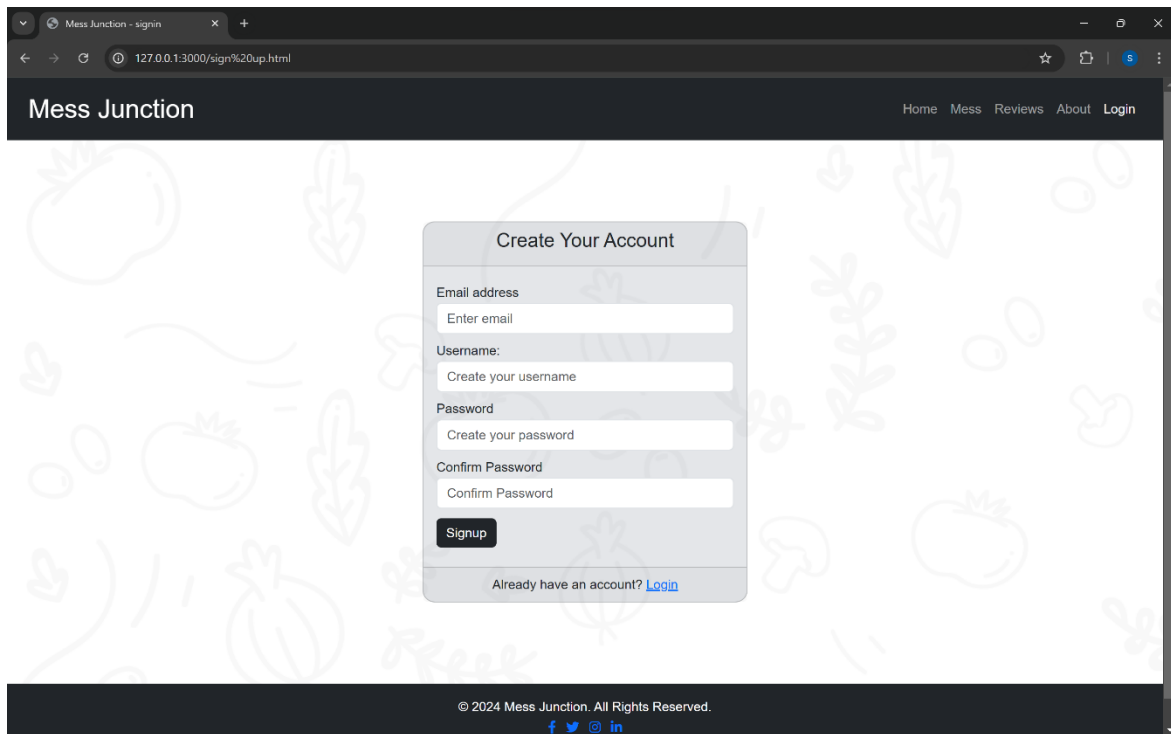 Mess Junction - signin
127.0.0.1:3000/sign%20up.html
S
Mess Junction
Home Mess Reviews About Login
Create Your Account
Email address
Enter email
Username:
Create your username
Password
Create your password
Confirm Password
Confirm Password
Signup
Already have an account? Login
© 2024 Mess Junction. All Rights Reserved.